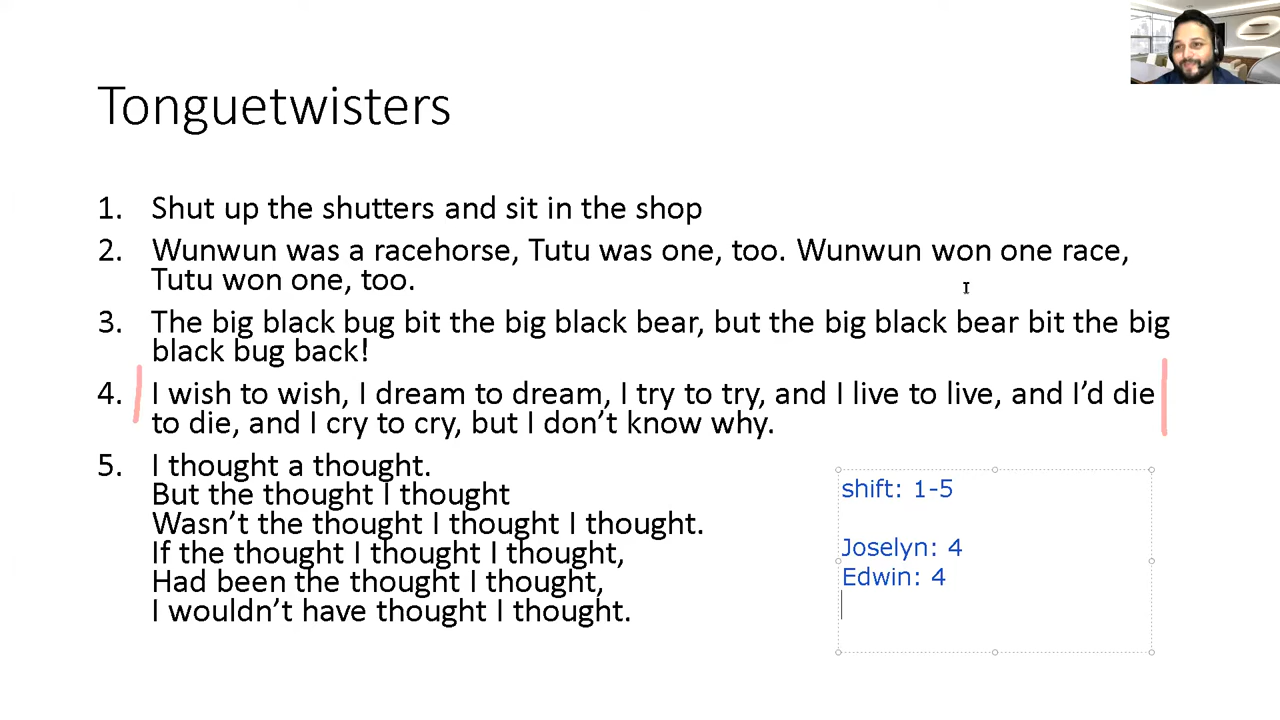 Tonguetwisters
1. Shut up the shutters and sit in the shop
2. Wunwun was a racehorse, Tutu was one, too. Wunwun won one race,
Tutu won one, too.
3. The big black bug bit the big black bear, but the big black bear bit the big
black bug back!
4. I wish to wish, I dream to dream, I try to try, and I live to live, and I’d die
to die, and I cry to cry, but I don’t know why.
5. I thought a thought.
But the thought I thought
Wasn’t the thought I thought I thought.
If the thought I thought I thought,
Had been the thought I thought,
I wouldn’t have thought I thought.
shift: 1-5
Joselyn: 4
Edwin: 4